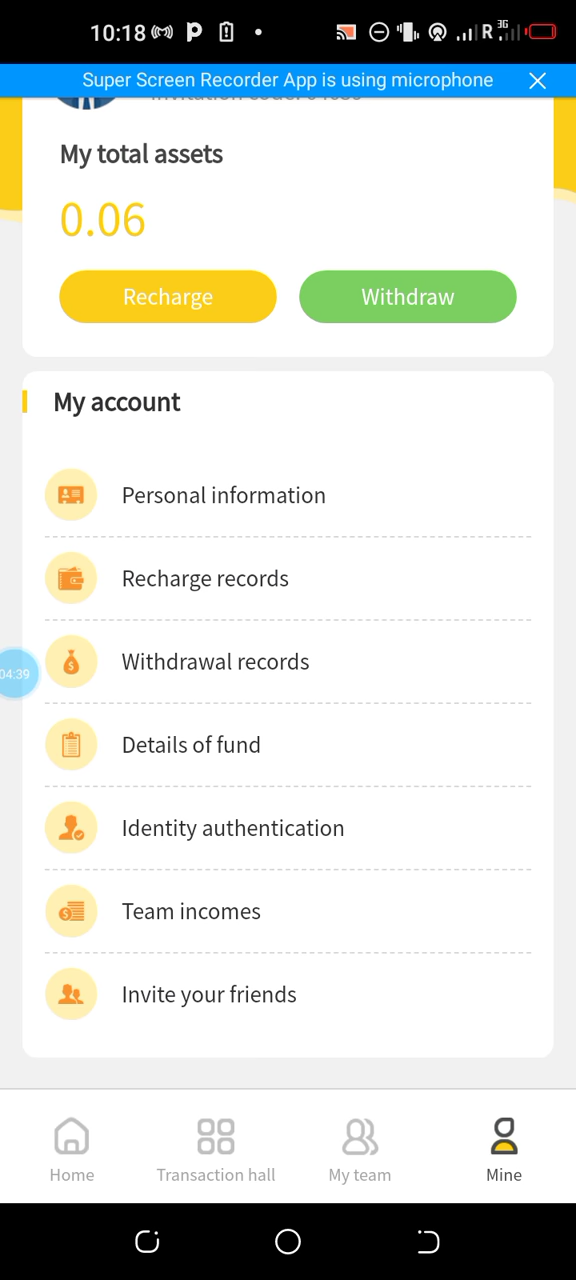 10:18
R 3G
Super Screen Recorder App is using microphone
My total assets
0.06
Recharge Withdraw
My account
Personal information
Recharge records
Withdrawal records
04:39
Details of fund
Identity authentication
Team incomes
Invite your friends
Home Transaction hall My team Mine